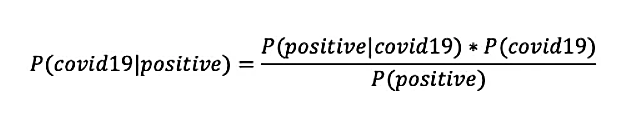 P(covid19|positive) = P(positive|covid19) * P(covid19)
P(positive)